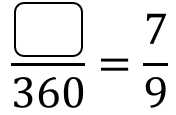 □/360 = 7/9